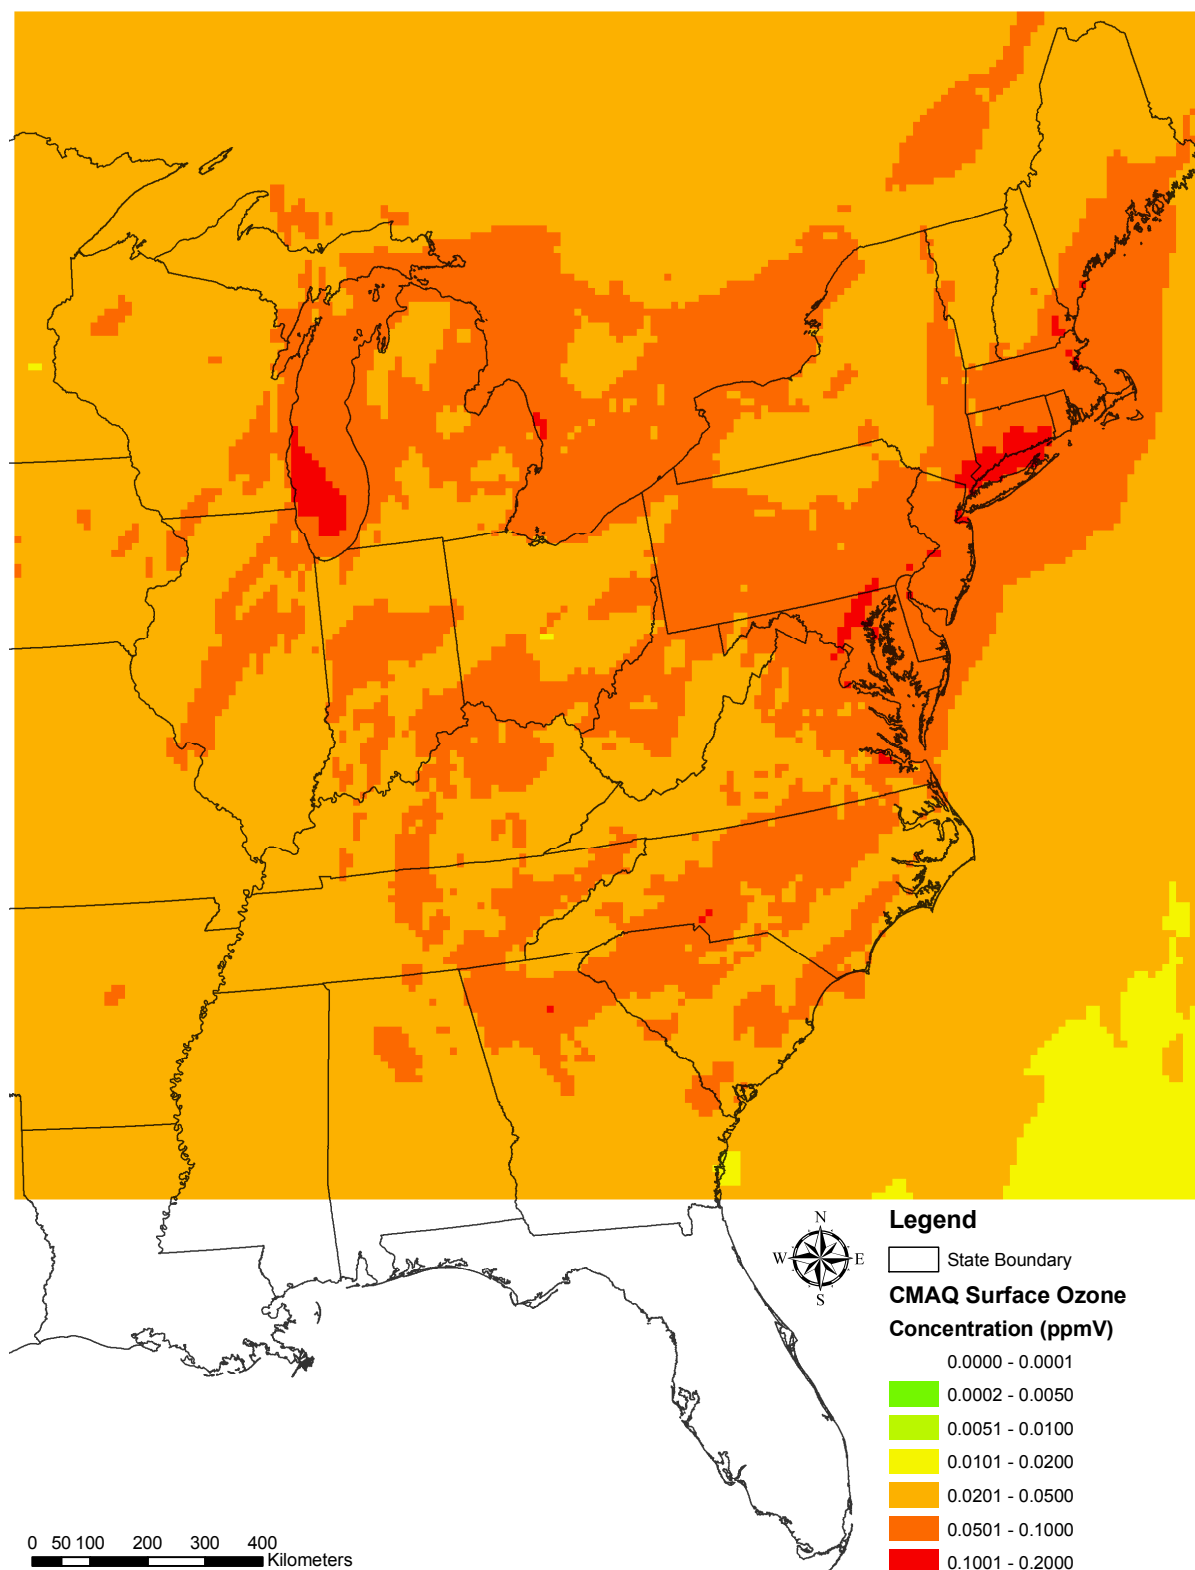 N
W E
S
Legend
State Boundary
CMAQ Surface Ozone
Concentration (ppmV)
0.0000 - 0.0001
0.0002 - 0.0050
0.0051 - 0.0100
0.0101 - 0.0200
0.0201 - 0.0500
0.0501 - 0.1000
0.1001 - 0.2000
0 50 100 200 300 400
Kilometers